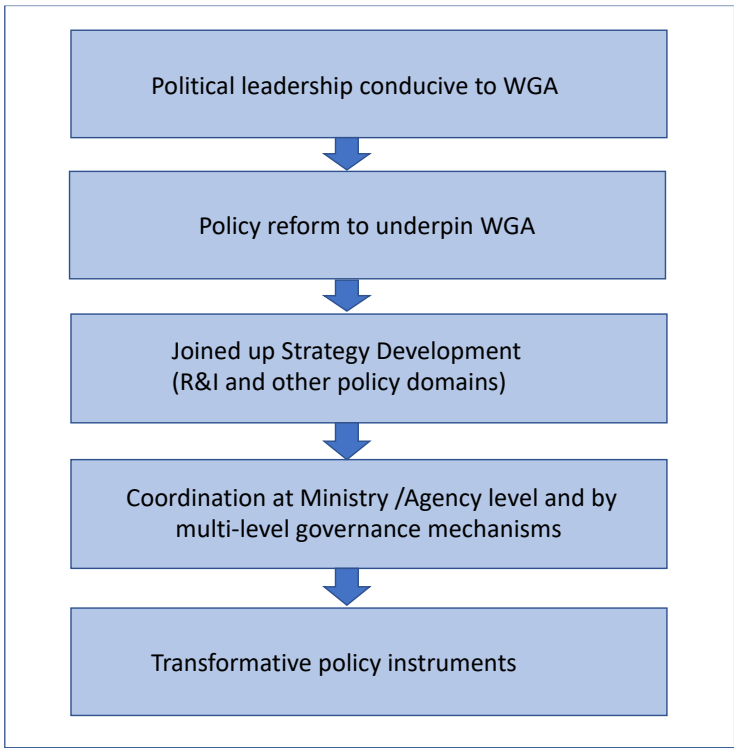 Political leadership conducive to WGA
Policy reform to underpin WGA
Joined up Strategy Development
(R&I and other policy domains)
Coordination at Ministry /Agency level and by
multi-level governance mechanisms
Transformative policy instruments